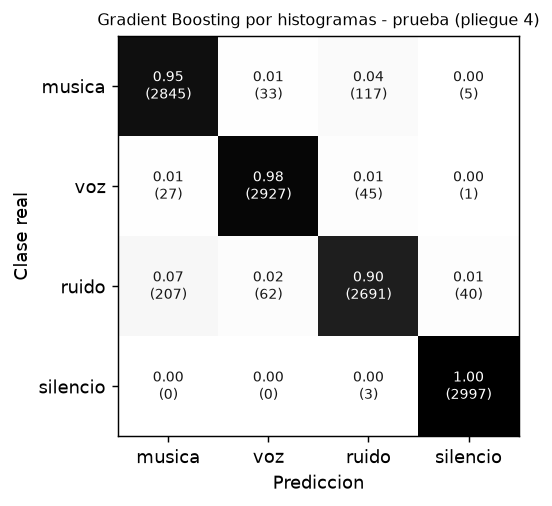 Gradient Boosting por histogramas - prueba (pliegue 4)
musica
0.95 0.01 0.04 0.00
(2845) (33) (117) (5)
voz
0.01 0.98 0.01 0.00
(27) (2927) (45) (1)
Clase real
ruido
0.07 0.02 0.90 0.01
(207) (62) (2691) (40)
silencio
0.00 0.00 0.00 1.00
(0) (0) (3) (2997)
musica voz ruido silencio
Prediccion